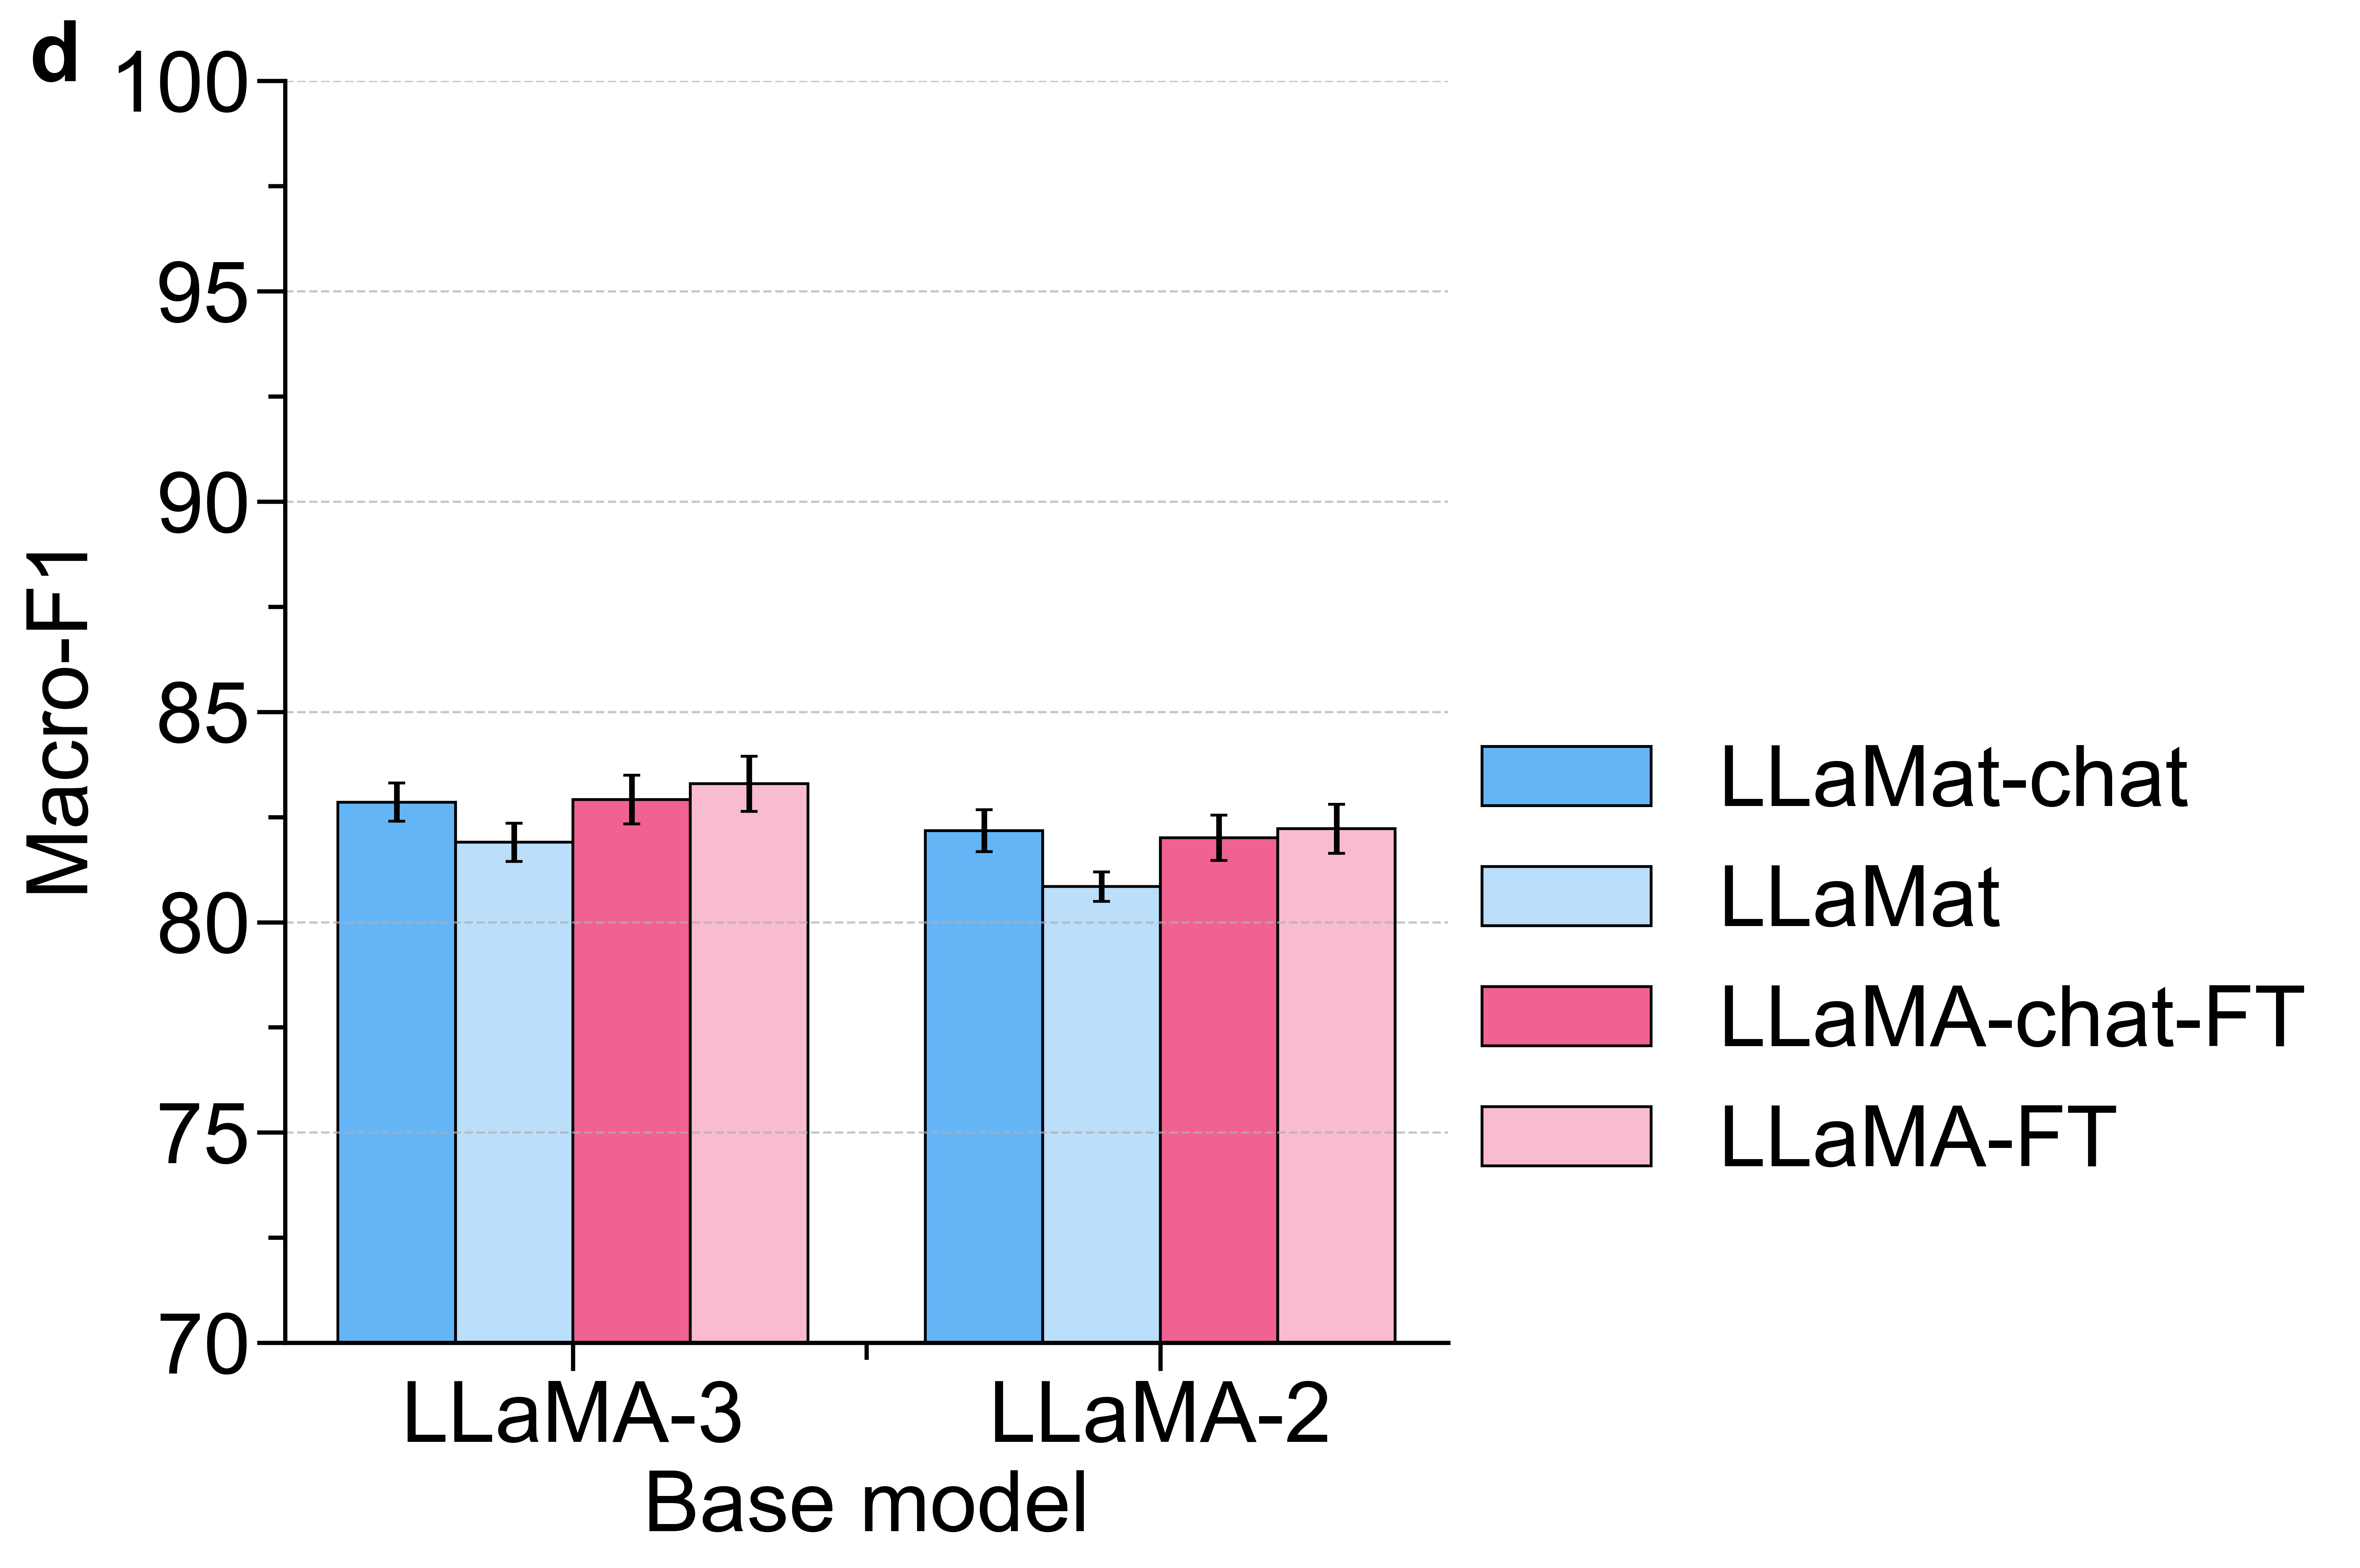 d
100
95
90
85
80
75
70
Macro-F1
LLaMA-3
LLaMA-2
Base model
LLaMat-chat
LLaMat
LLaMA-chat-FT
LLaMA-FT